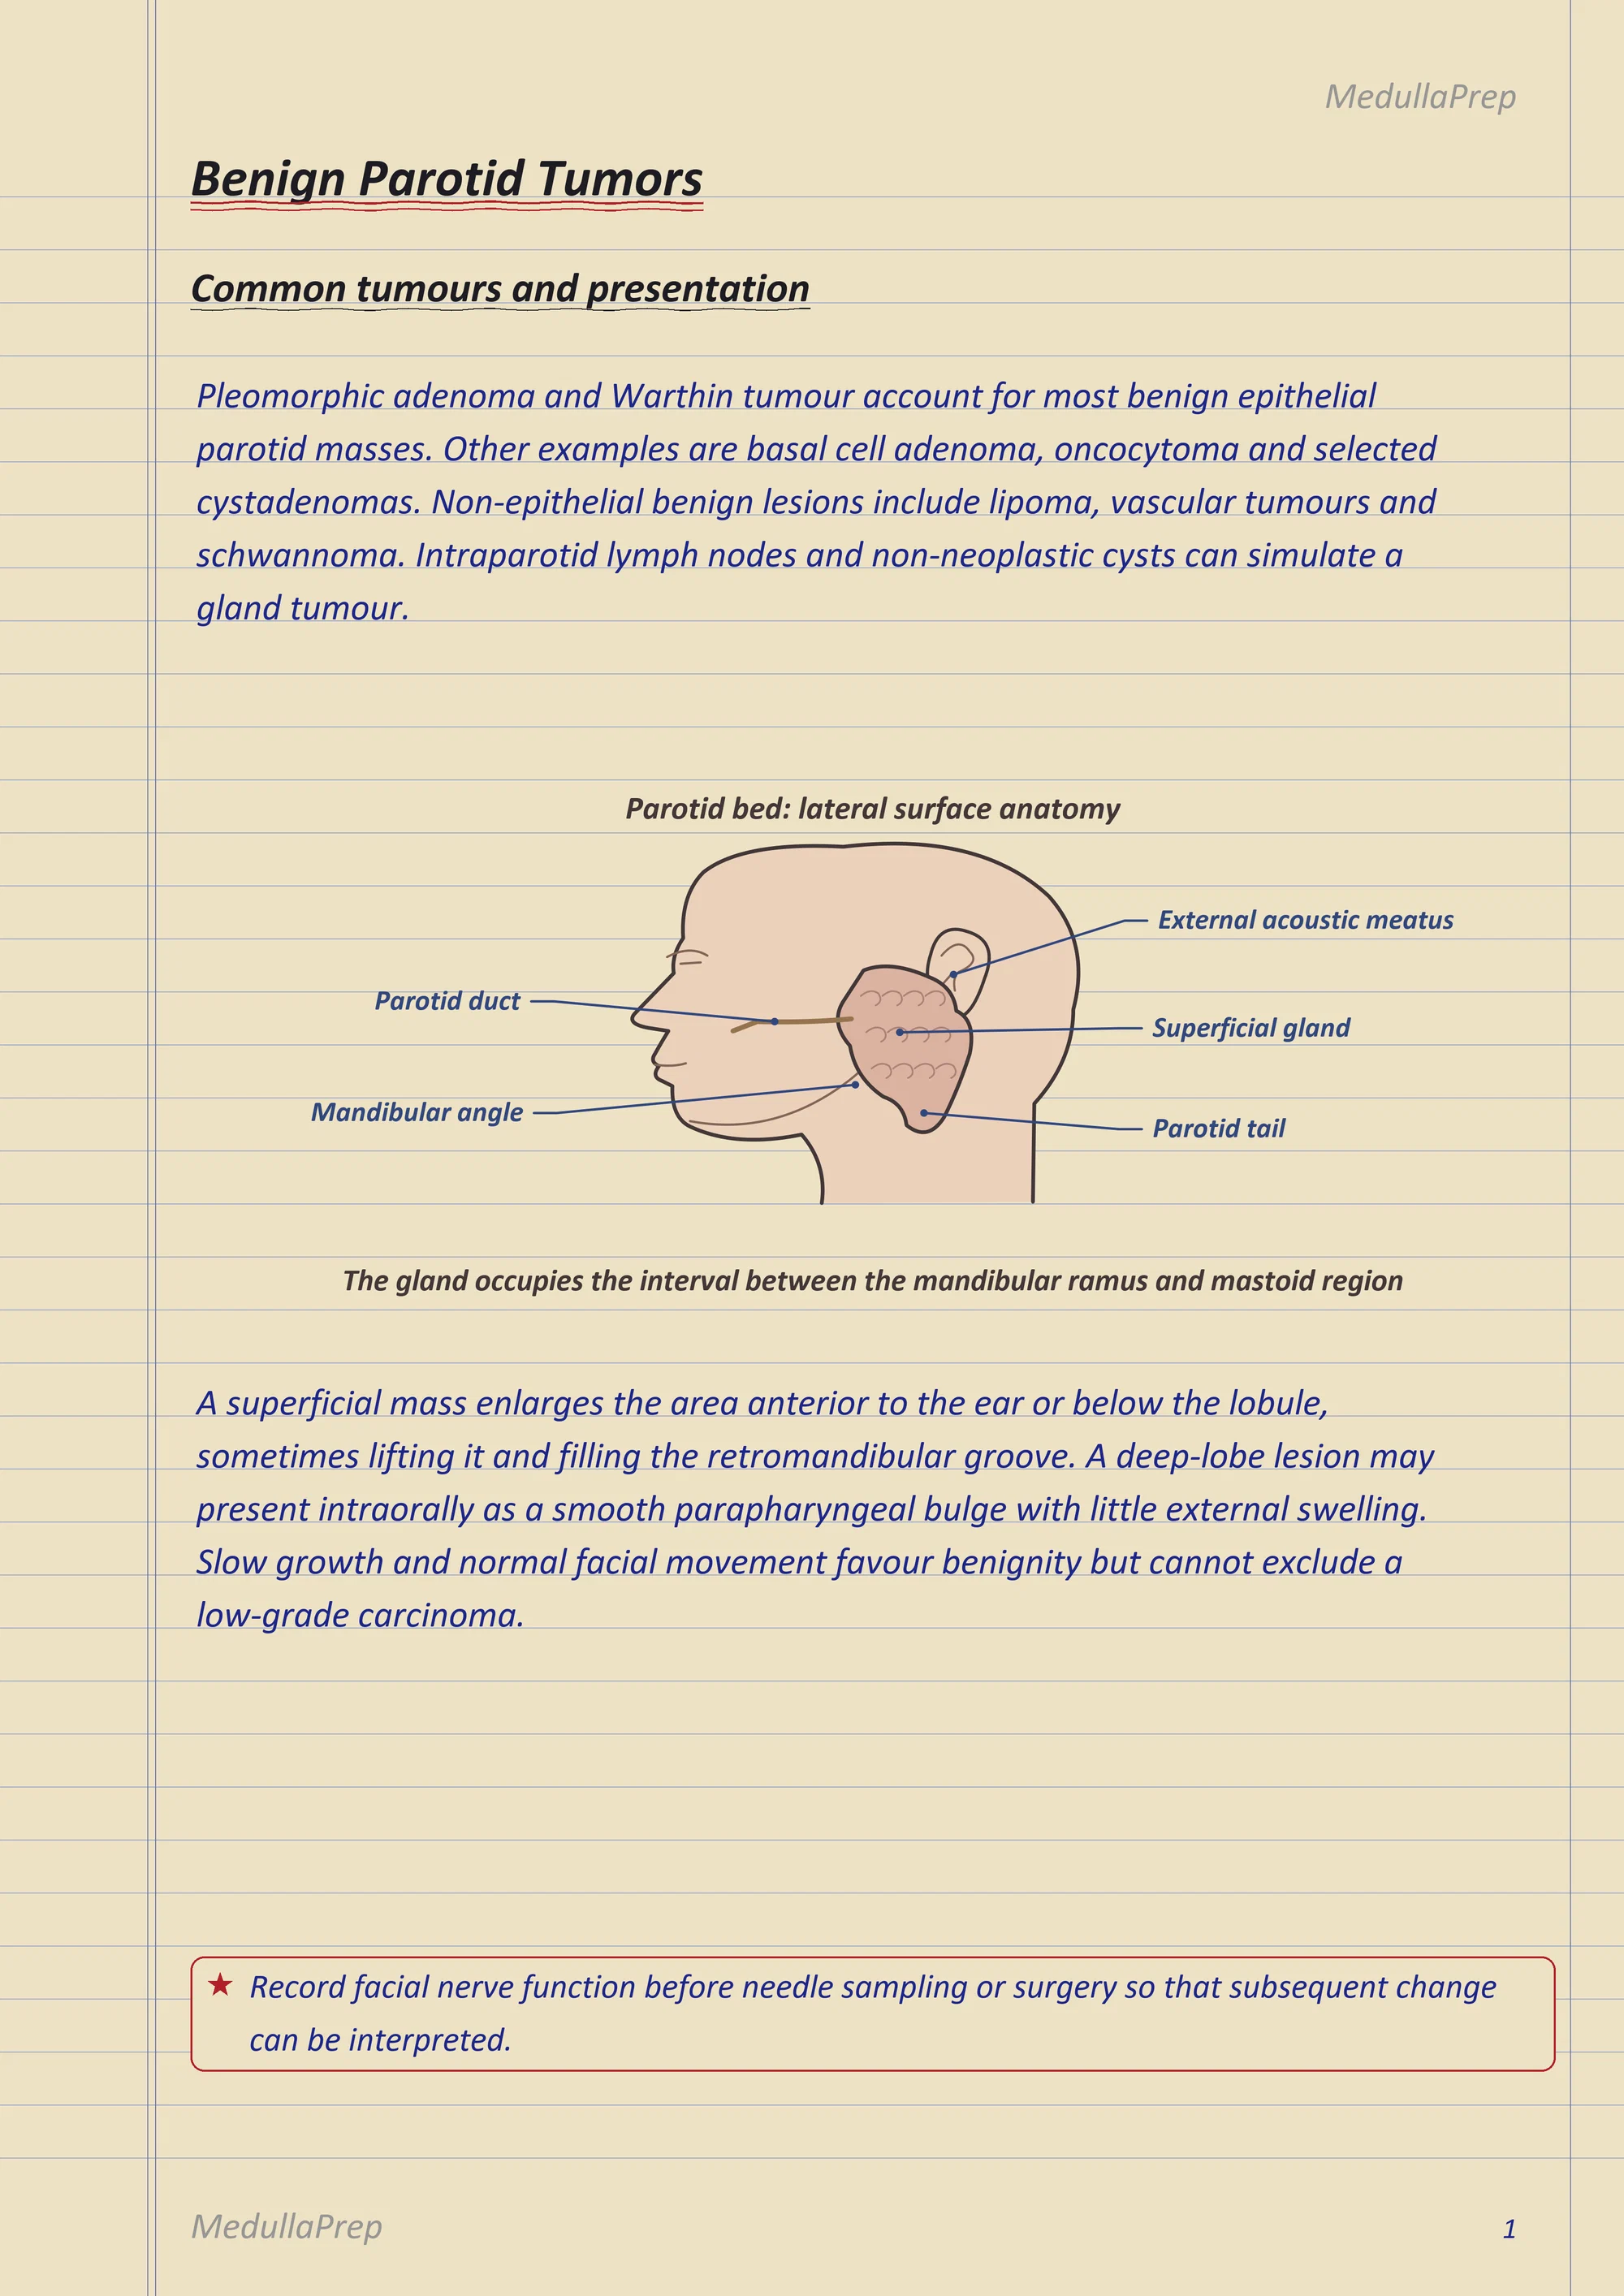 MedullaPrep
Benign Parotid Tumors
Common tumours and presentation
Pleomorphic adenoma and Warthin tumour account for most benign epithelial
parotid masses. Other examples are basal cell adenoma, oncocytoma and selected
cystadenomas. Non-epithelial benign lesions include lipoma, vascular tumours and
schwannoma. Intraparotid lymph nodes and non-neoplastic cysts can simulate a
gland tumour.
Parotid bed: lateral surface anatomy
External acoustic meatus
Parotid duct
Superficial gland
Mandibular angle
Parotid tail
The gland occupies the interval between the mandibular ramus and mastoid region
A superficial mass enlarges the area anterior to the ear or below the lobule,
sometimes lifting it and filling the retromandibular groove. A deep-lobe lesion may
present intraorally as a smooth parapharyngeal bulge with little external swelling.
Slow growth and normal facial movement favour benignity but cannot exclude a
low-grade carcinoma.
★ Record facial nerve function before needle sampling or surgery so that subsequent change
can be interpreted.
MedullaPrep
1